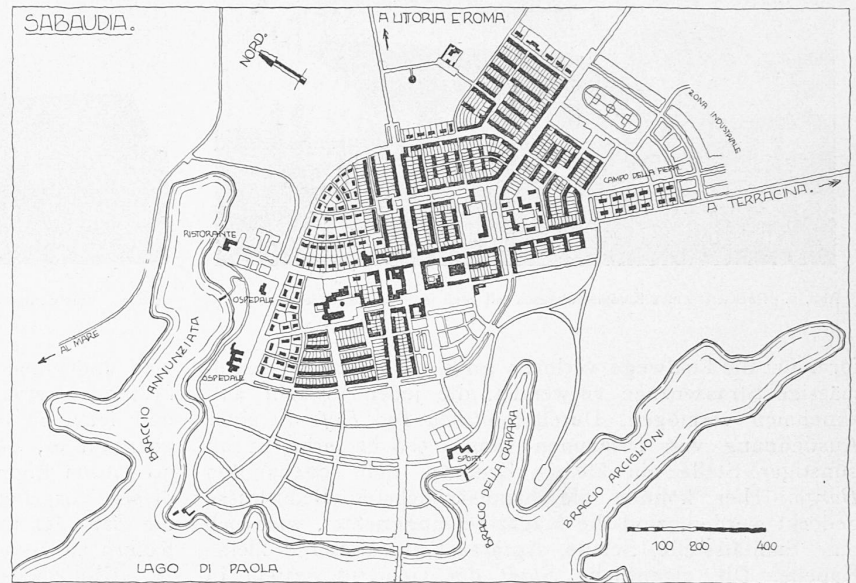 SABAUDIA.
A LITORIA E ROMA
NORD.
ZONA INDUSTRIALE
CAMPO DELLA FIERA
A TERRACINA.
RISTORANTE
OSPEDALE
AL MARE
OSPEDALE
BRACCIO ANNUNZIATA
SPORT.
BRACCIO DELLA CRAPARA
BRACCIO ARCIGLIONI
100 200 400
LAGO DI PAOLA